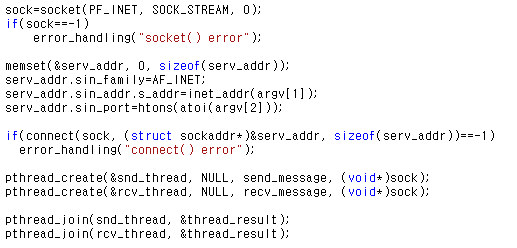 sock=socket(PF_INET, SOCK_STREAM, 0);
if(sock==-1)
error_handling("socket() error");
memset(&serv_addr, 0, sizeof(serv_addr));
serv_addr.sin_family=AF_INET;
serv_addr.sin_addr.s_addr=inet_addr(argv[1]);
serv_addr.sin_port=htons(atoi(argv[2]));
if(connect(sock, (struct sockaddr*)&serv_addr, sizeof(serv_addr))==-1)
error_handling("connect() error");
pthread_create(&snd_thread, NULL, send_message, (void*)sock);
pthread_create(&rcv_thread, NULL, recv_message, (void*)sock);
pthread_join(snd_thread, &thread_result);
pthread_join(rcv_thread, &thread_result);